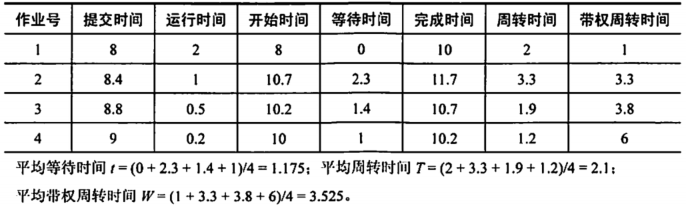 作业号 提交时间 运行时间 开始时间 等待时间 完成时间 周转时间 带权周转时间
1 8 2 8 0 10 2 1
2 8.4 1 10.7 2.3 11.7 3.3 3.3
3 8.8 0.5 10.2 1.4 10.7 1.9 3.8
4 9 0.2 10 1 10.2 1.2 6
平均等待时间 t = (0 + 2.3 + 1.4 + 1)/4 = 1.175；平均周转时间 T = (2 + 3.3 + 1.9 + 1.2)/4 = 2.1；
平均带权周转时间 W = (1 + 3.3 + 3.8 + 6)/4 = 3.525。